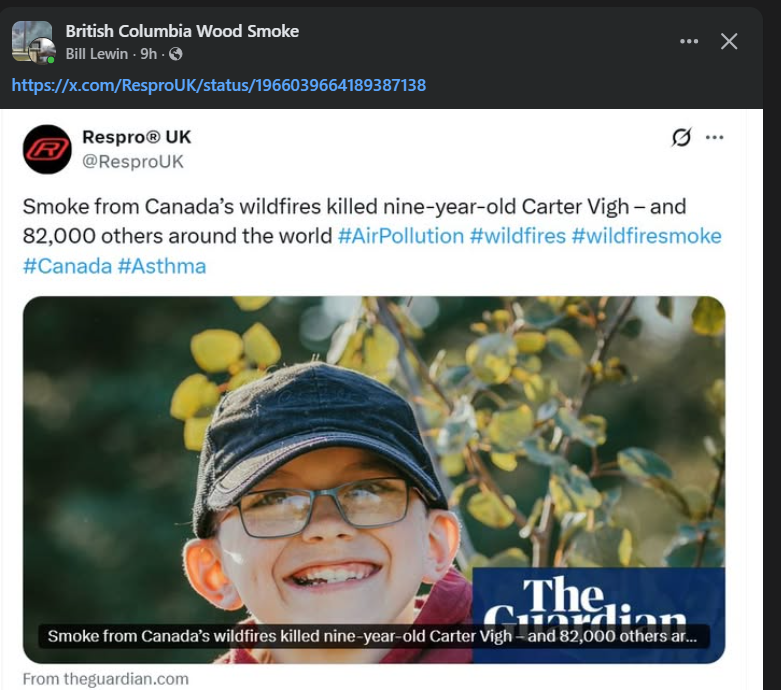 British Columbia Wood Smoke
Bill Lewin · 9h ·
https://x.com/ResproUK/status/1966039664189387138
Respro® UK
@ResproUK
Smoke from Canada’s wildfires killed nine-year-old Carter Vigh – and
82,000 others around the world #AirPollution #wildfires #wildfiresmoke
#Canada #Asthma
The
Guardian
Smoke from Canada’s wildfires killed nine-year-old Carter Vigh – and 82,000 others ar...
From theguardian.com